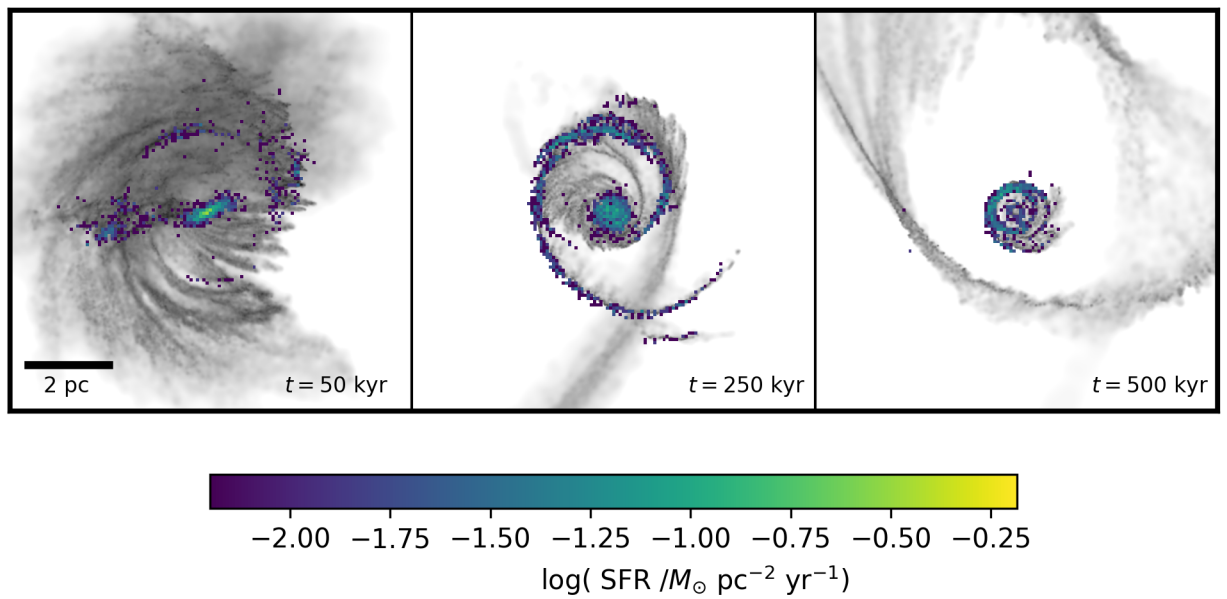 2 pc
t = 50 kyr
t = 250 kyr
t = 500 kyr
−2.00 −1.75 −1.50 −1.25 −1.00 −0.75 −0.50 −0.25
log( SFR /M⊙ pc⁻² yr⁻¹)